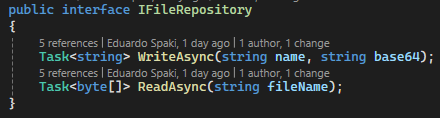 public interface IFileRepository
{
5 references | Eduardo Spaki, 1 day ago | 1 author, 1 change
Task<string> WriteAsync(string name, string base64);
5 references | Eduardo Spaki, 1 day ago | 1 author, 1 change
Task<byte[]> ReadAsync(string fileName);
}